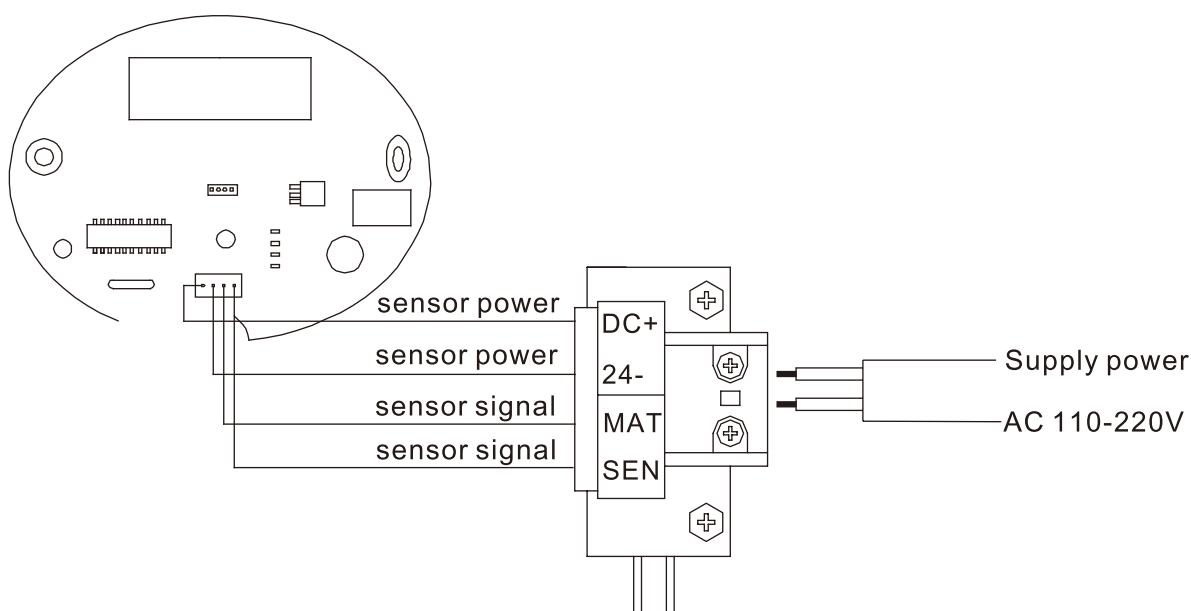 sensor power
DC+
sensor power
24-
Supply power
sensor signal
MAT
AC 110-220V
sensor signal
SEN